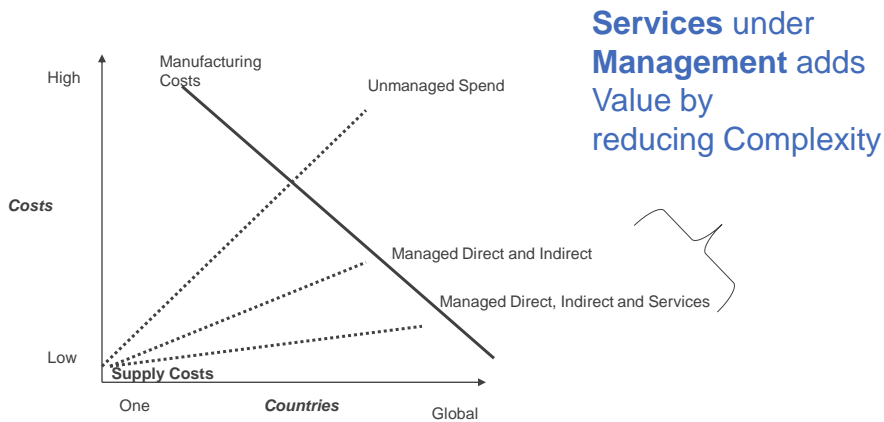 Services under
Management adds
Value by
reducing Complexity
High
Manufacturing
Costs
Unmanaged Spend
Costs
Managed Direct and Indirect
Managed Direct, Indirect and Services
Low
Supply Costs
One
Countries
Global